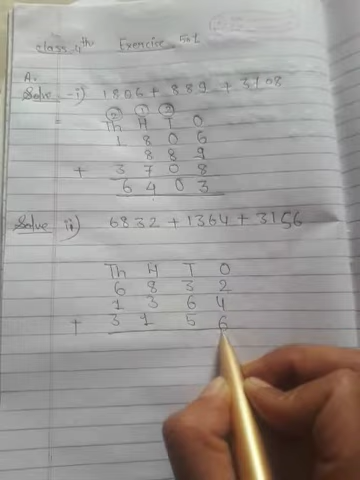 class 4th Exercise 5.1
A.
Solve -i) 1806 + 889 + 3708
② ① ②
Th H T O
1 8 0 6
8 8 9
+ 3 7 0 8
6 4 0 3
Solve ii) 6832 + 1364 + 3156
Th H T O
6 8 3 2
1 3 6 4
+ 3 1 5 6